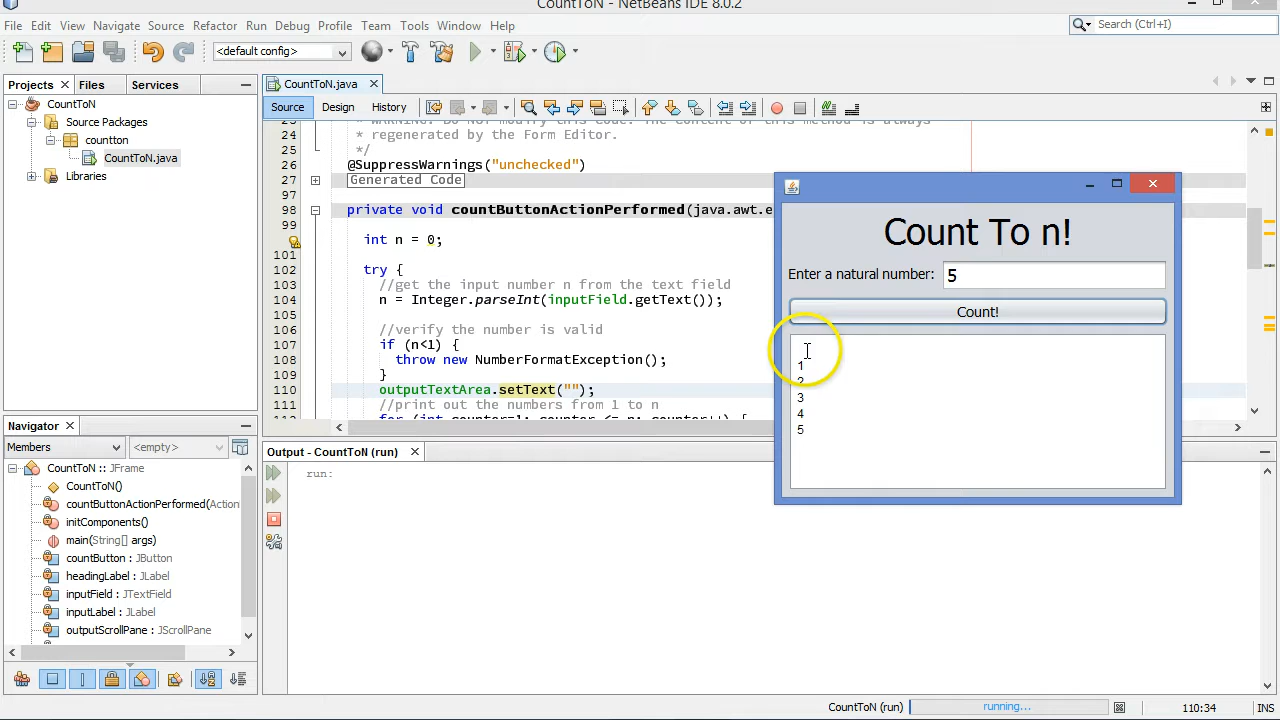 CountToN - NetBeans IDE 8.0.2
File Edit View Navigate Source Refactor Run Debug Profile Team Tools Window Help
Search (Ctrl+I)
<default config>
Projects Files Services
CountToN
Source Packages
countton
CountToN.java
Libraries
CountToN.java
Source Design History
24 * regenerated by the Form Editor.
25 */
26 @SuppressWarnings("unchecked")
27 Generated Code
97
98 private void countButtonActionPerformed(java.awt.e
99
int n = 0;
101
102 try {
103 //get the input number n from the text field
104 n = Integer.parseInt(inputField.getText());
105
106 //verify the number is valid
107 if (n<1) {
108 throw new NumberFormatException();
109 }
110 outputTextArea.setText("");
111 //print out the numbers from 1 to n
for (int counter=1; counter <= n; counter++) {
Count To n!
Enter a natural number: 5
Count!
1
2
3
4
5
Navigator
Members <empty>
CountToN :: JFrame
CountToN()
countButtonActionPerformed(Action
initComponents()
main(String[] args)
countButton : JButton
headingLabel : JLabel
inputField : JTextField
inputLabel : JLabel
outputScrollPane : JScrollPane
Output - CountToN (run)
run:
CountToN (run) running... 110:34 INS